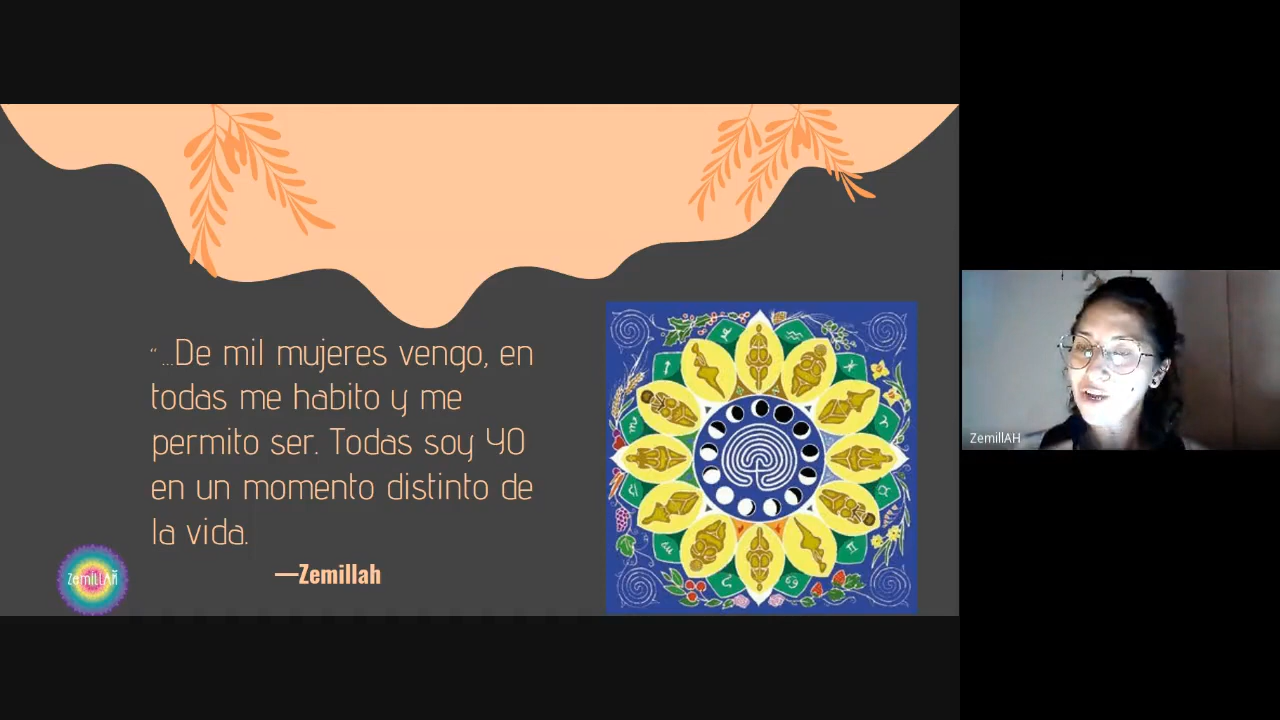 “ ...De mil mujeres vengo, en
todas me habito y me
permito ser. Todas soy YO
en un momento distinto de
la vida.
—Zemillah
ZemillAH
ZemillAH